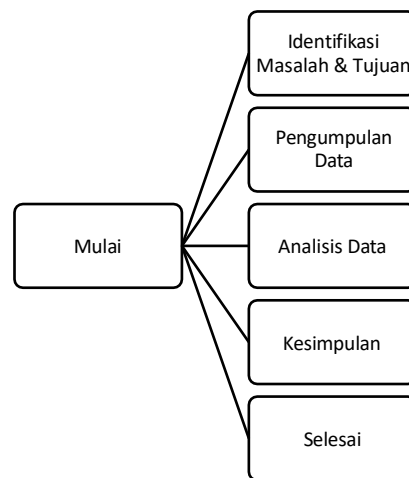 Mulai
Identifikasi
Masalah & Tujuan
Pengumpulan
Data
Analisis Data
Kesimpulan
Selesai